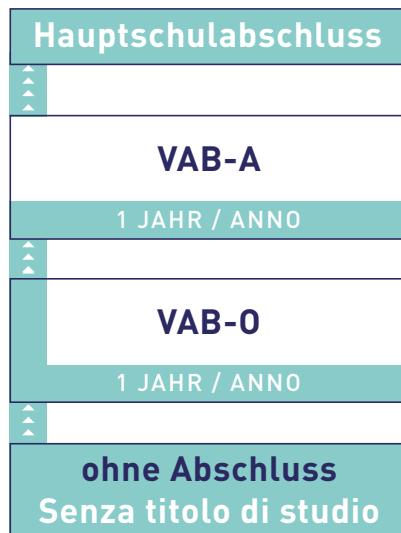 Hauptschulabschluss
VAB-A
1 JAHR / ANNO
VAB-O
1 JAHR / ANNO
ohne Abschluss
Senza titolo di studio